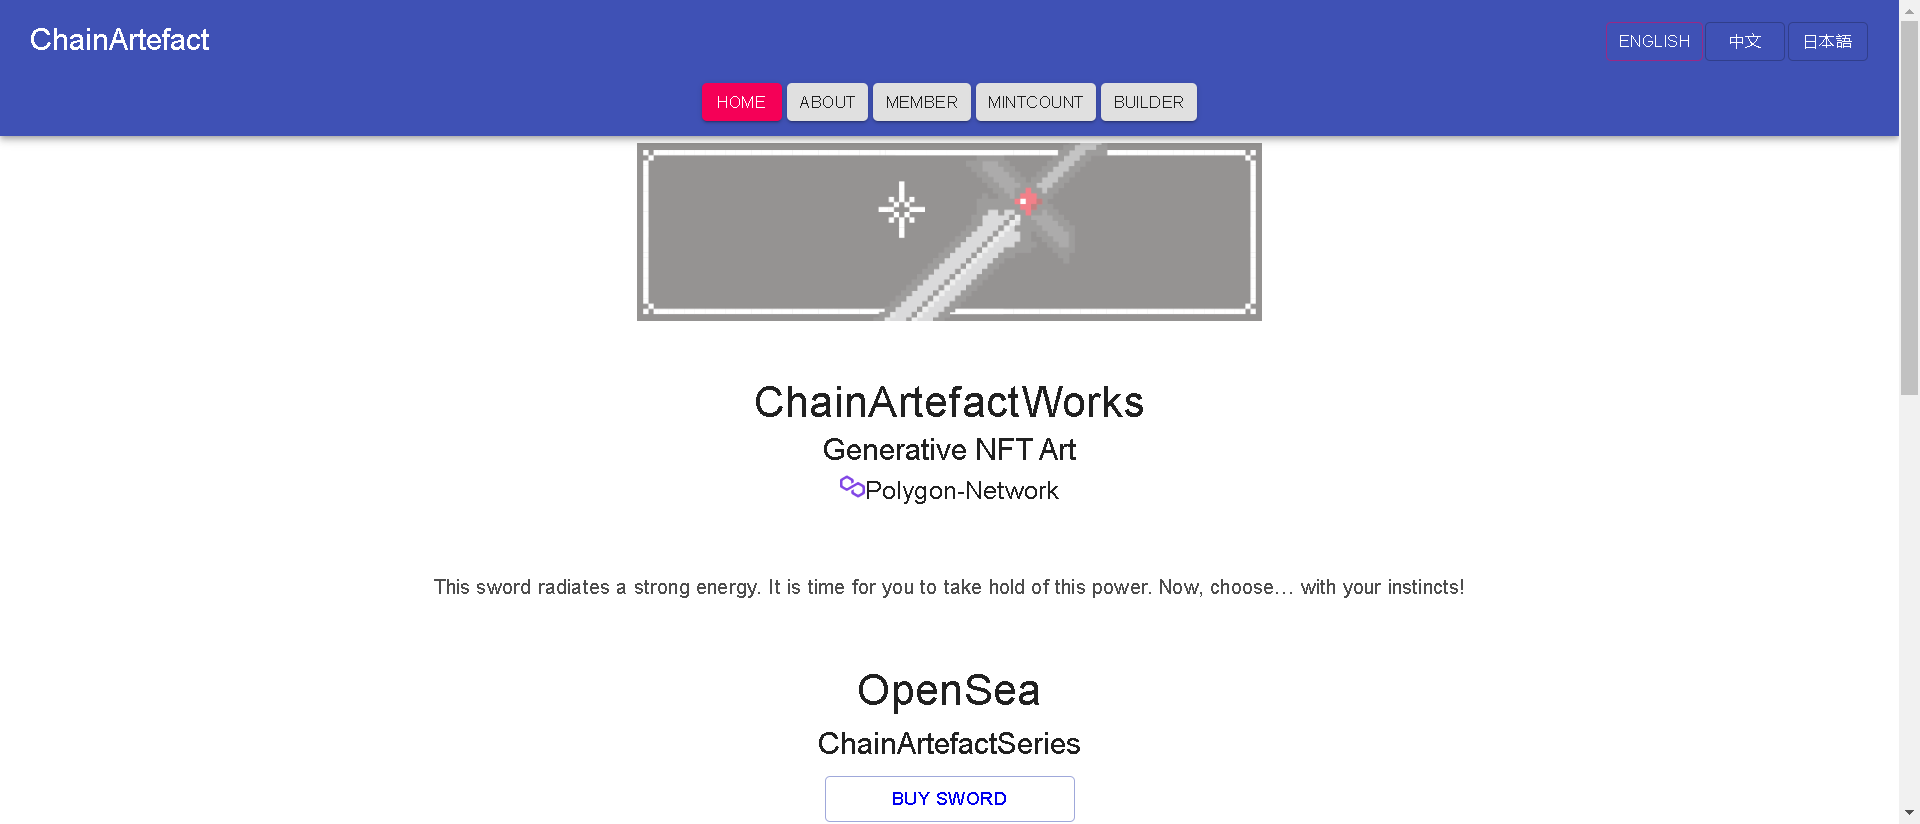 ChainArtefact
ENGLISH 中文 日本語
HOME ABOUT MEMBER MINTCOUNT BUILDER
ChainArtefactWorks
Generative NFT Art
Polygon-Network
This sword radiates a strong energy. It is time for you to take hold of this power. Now, choose… with your instincts!
OpenSea
ChainArtefactSeries
BUY SWORD